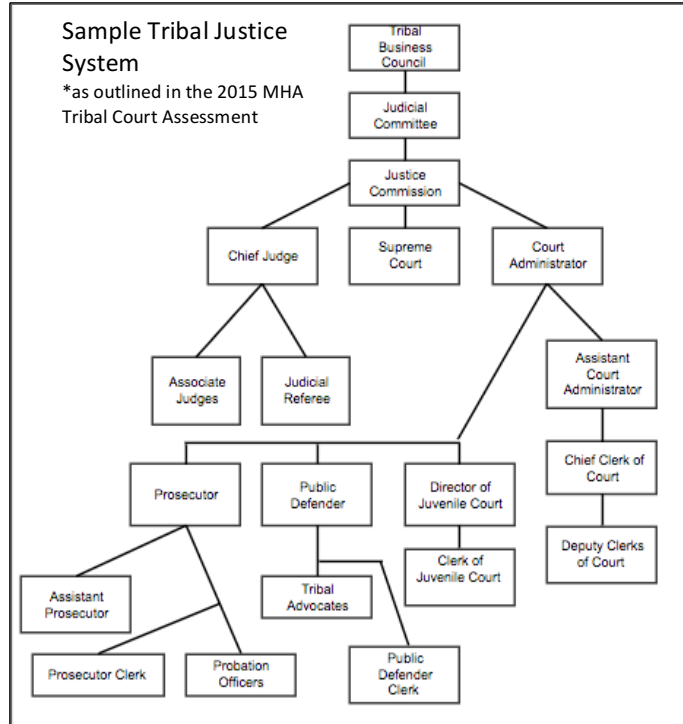 Sample Tribal Justice
System
*as outlined in the 2015 MHA
Tribal Court Assessment
Tribal
Business
Council
Judicial
Committee
Justice
Commission
Chief Judge
Supreme
Court
Court
Administrator
Associate
Judges
Judicial
Referee
Assistant
Court
Administrator
Prosecutor
Public
Defender
Director of
Juvenile Court
Chief Clerk of
Court
Assistant
Prosecutor
Tribal
Advocates
Clerk of
Juvenile Court
Deputy Clerks
of Court
Prosecutor Clerk
Probation
Officers
Public
Defender
Clerk